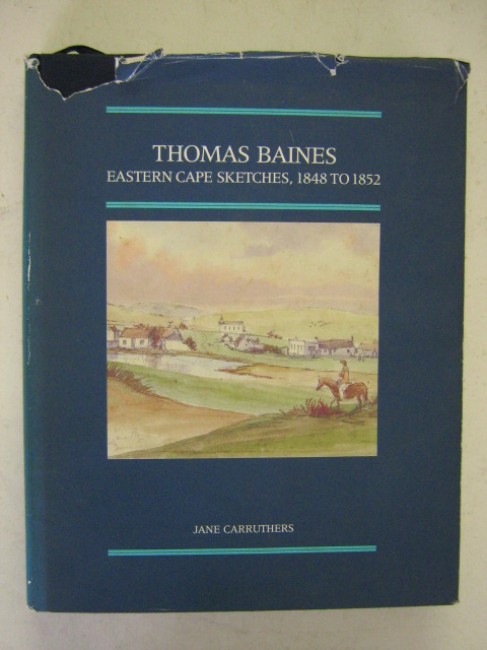 THOMAS BAINES
EASTERN CAPE SKETCHES, 1848 TO 1852
JANE CARRUTHERS